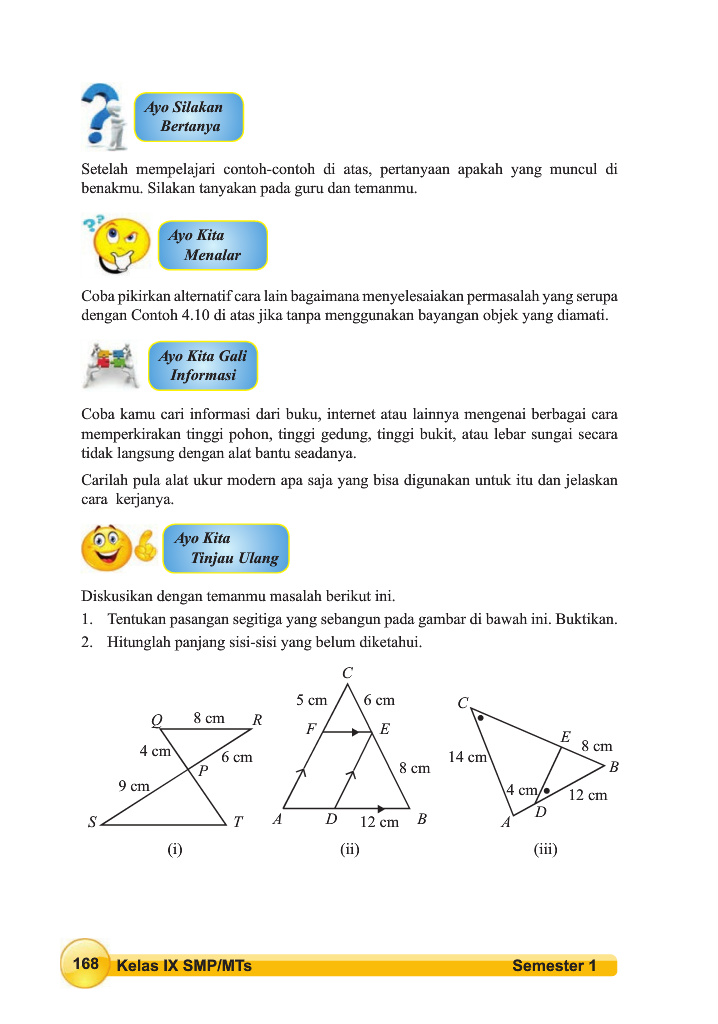 Ayo Silakan
Bertanya
Setelah mempelajari contoh-contoh di atas, pertanyaan apakah yang muncul di
benakmu. Silakan tanyakan pada guru dan temanmu.
??
Ayo Kita
Menalar
Coba pikirkan alternatif cara lain bagaimana menyelesaiakan permasalah yang serupa
dengan Contoh 4.10 di atas jika tanpa menggunakan bayangan objek yang diamati.
Ayo Kita Gali
Informasi
Coba kamu cari informasi dari buku, internet atau lainnya mengenai berbagai cara
memperkirakan tinggi pohon, tinggi gedung, tinggi bukit, atau lebar sungai secara
tidak langsung dengan alat bantu seadanya.
Carilah pula alat ukur modern apa saja yang bisa digunakan untuk itu dan jelaskan
cara kerjanya.
Ayo Kita
Tinjau Ulang
Diskusikan dengan temanmu masalah berikut ini.
1. Tentukan pasangan segitiga yang sebangun pada gambar di bawah ini. Buktikan.
2. Hitunglah panjang sisi-sisi yang belum diketahui.
Q 8 cm R
4 cm P 6 cm
9 cm
S T
(i)
C
5 cm 6 cm
F E
8 cm
A D 12 cm B
(ii)
C
E 8 cm
14 cm B
4 cm 12 cm
A D
(iii)
168 Kelas IX SMP/MTs Semester 1